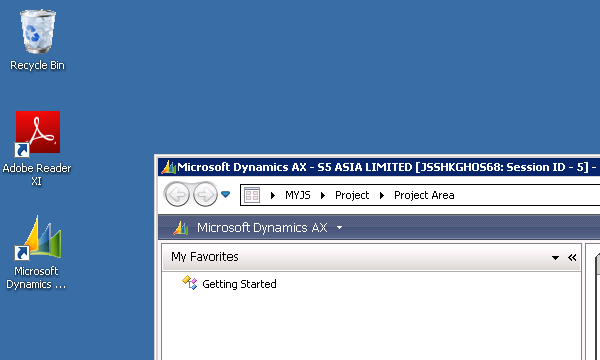 Recycle Bin
Adobe Reader
XI
Microsoft
Dynamics ...
Microsoft Dynamics AX - S5 ASIA LIMITED [JSSHKGHOS68: Session ID - 5] -
MYJS Project Project Area
Microsoft Dynamics AX
My Favorites
Getting Started